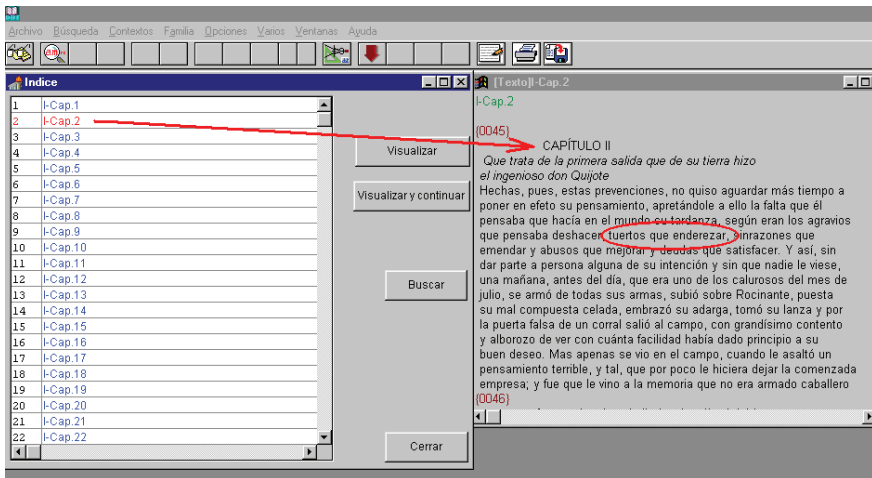 Archivo Búsqueda Contextos Familia Opciones Varios Ventanas Ayuda
Indice
1 I-Cap.1
2 I-Cap.2
3 I-Cap.3
4 I-Cap.4
5 I-Cap.5
6 I-Cap.6
7 I-Cap.7
8 I-Cap.8
9 I-Cap.9
10 I-Cap.10
11 I-Cap.11
12 I-Cap.12
13 I-Cap.13
14 I-Cap.14
15 I-Cap.15
16 I-Cap.16
17 I-Cap.17
18 I-Cap.18
19 I-Cap.19
20 I-Cap.20
21 I-Cap.21
22 I-Cap.22
Visualizar
Visualizar y continuar
Buscar
Cerrar
[Texto]I-Cap.2
I-Cap.2
{0045}
CAPÍTULO II
Que trata de la primera salida que de su tierra hizo
el ingenioso don Quijote
Hechas, pues, estas prevenciones, no quiso aguardar más tiempo a
poner en efeto su pensamiento, apretándole a ello la falta que él
pensaba que hacía en el mundo su tardanza, según eran los agravios
que pensaba deshacer, tuertos que enderezar, sinrazones que
emendar y abusos que mejorar y deudas que satisfacer. Y así, sin
dar parte a persona alguna de su intención y sin que nadie le viese,
una mañana, antes del día, que era uno de los calurosos del mes de
julio, se armó de todas sus armas, subió sobre Rocinante, puesta
su mal compuesta celada, embrazó su adarga, tomó su lanza y por
la puerta falsa de un corral salió al campo, con grandísimo contento
y alborozo de ver con cuánta facilidad había dado principio a su
buen deseo. Mas apenas se vio en el campo, cuando le asaltó un
pensamiento terrible, y tal, que por poco le hiciera dejar la comenzada
empresa; y fue que le vino a la memoria que no era armado caballero
{0046}